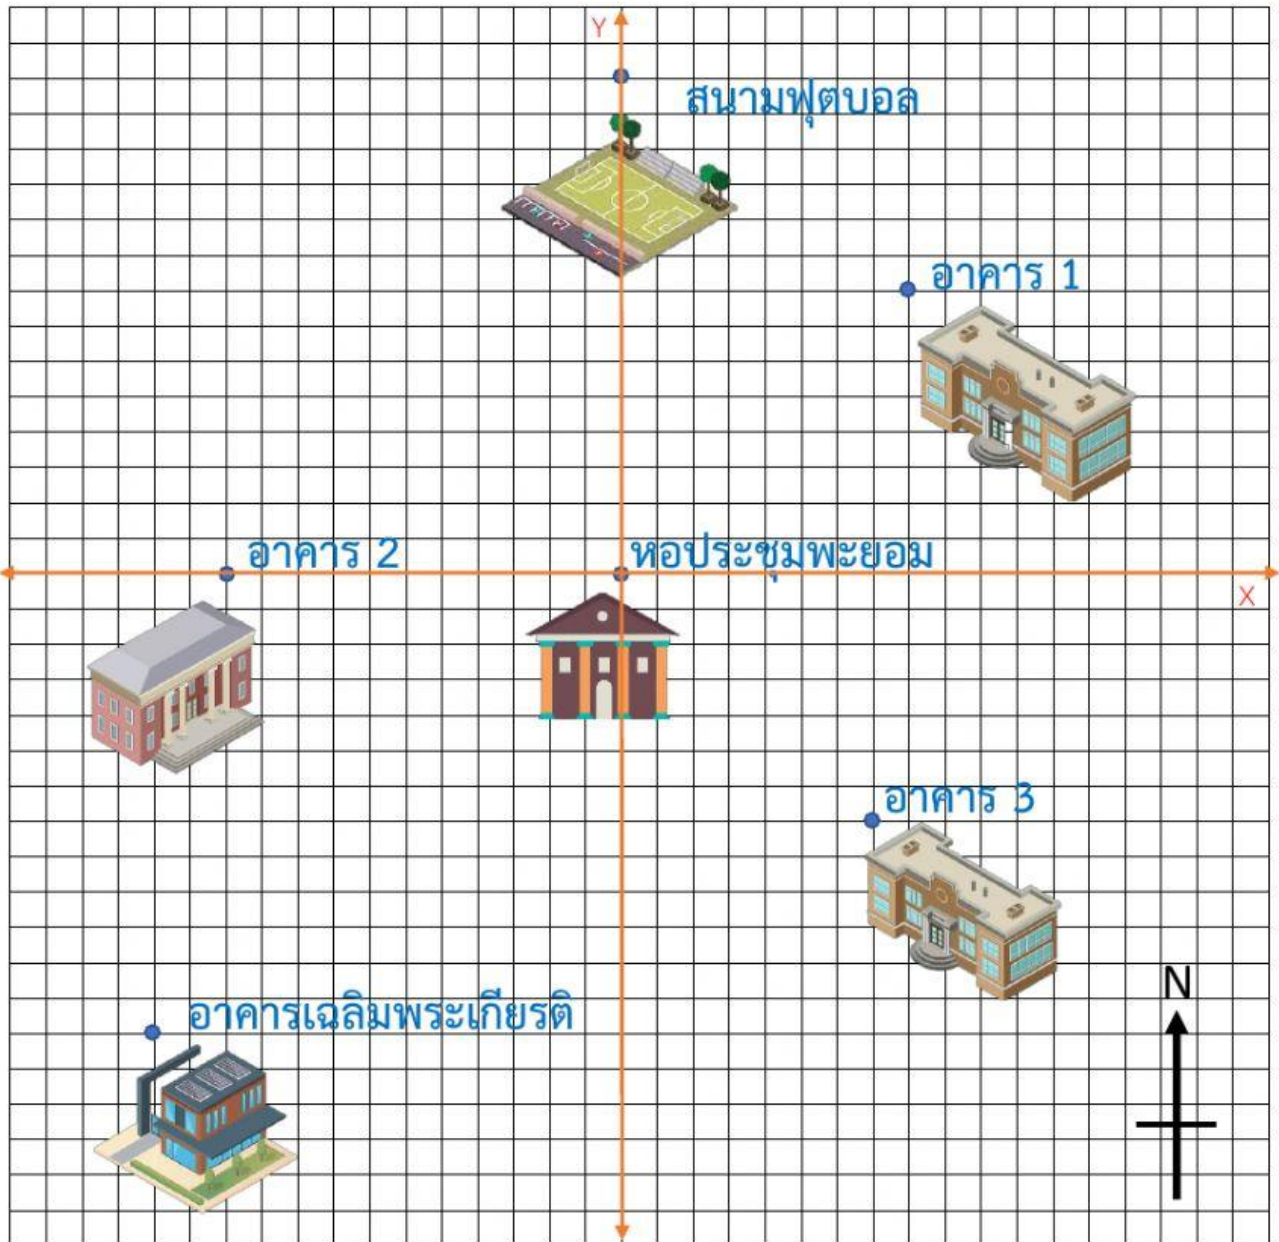 Y
สนามฟุตบอล
อาคาร 1
อาคาร 2
หอประชุมพะยอม
X
อาคาร 3
N
อาคารเฉลิมพระเกียรติ